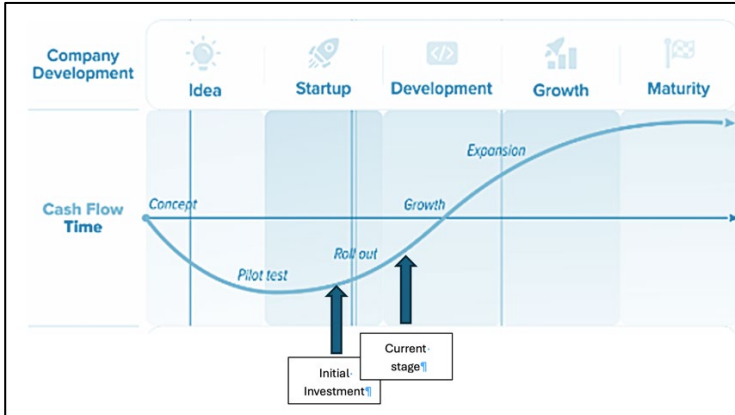 Company
Development
Idea
Startup
Development
Growth
Maturity
Cash Flow
Time
Concept
Pilot test
Roll out
Growth
Expansion
Initial
Investment¶
Current
stage¶